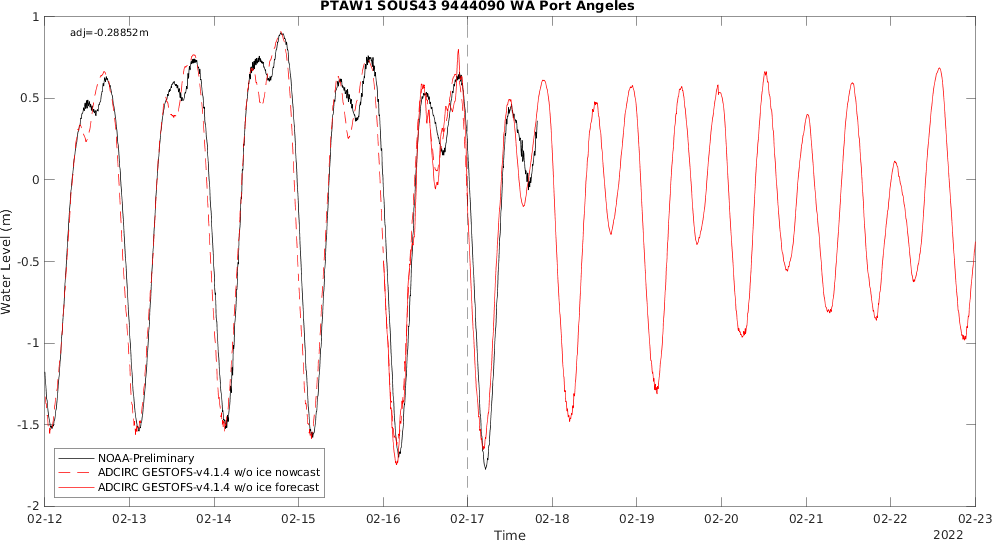 PTAW1 SOUS43 9444090 WA Port Angeles
adj=-0.28852m
1
0.5
0
-0.5
-1
-1.5
-2
Water Level (m)
NOAA-Preliminary
ADCIRC GESTOFS-v4.1.4 w/o ice nowcast
ADCIRC GESTOFS-v4.1.4 w/o ice forecast
02-12 02-13 02-14 02-15 02-16 02-17 02-18 02-19 02-20 02-21 02-22 02-23
Time
2022